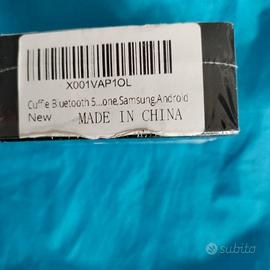 X001VAP1OL
Cuffie Bluetooth 5...one,Samsung,Android
New MADE IN CHINA
subito